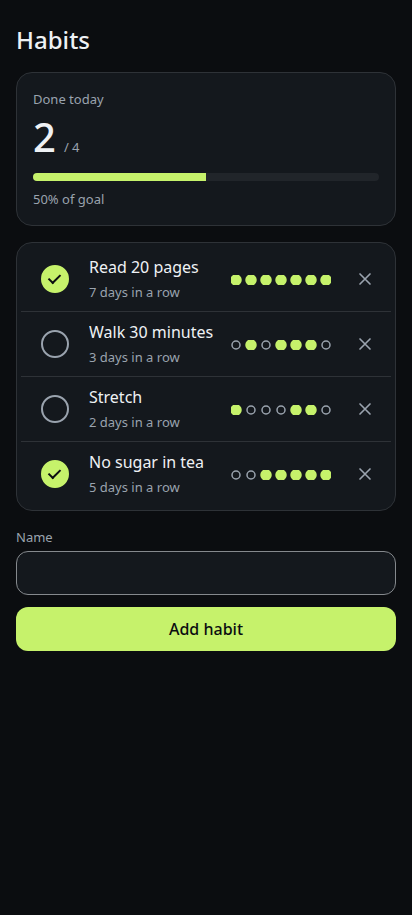 Habits
Done today
2 / 4
50% of goal
Read 20 pages
7 days in a row
Walk 30 minutes
3 days in a row
Stretch
2 days in a row
No sugar in tea
5 days in a row
Name
Add habit